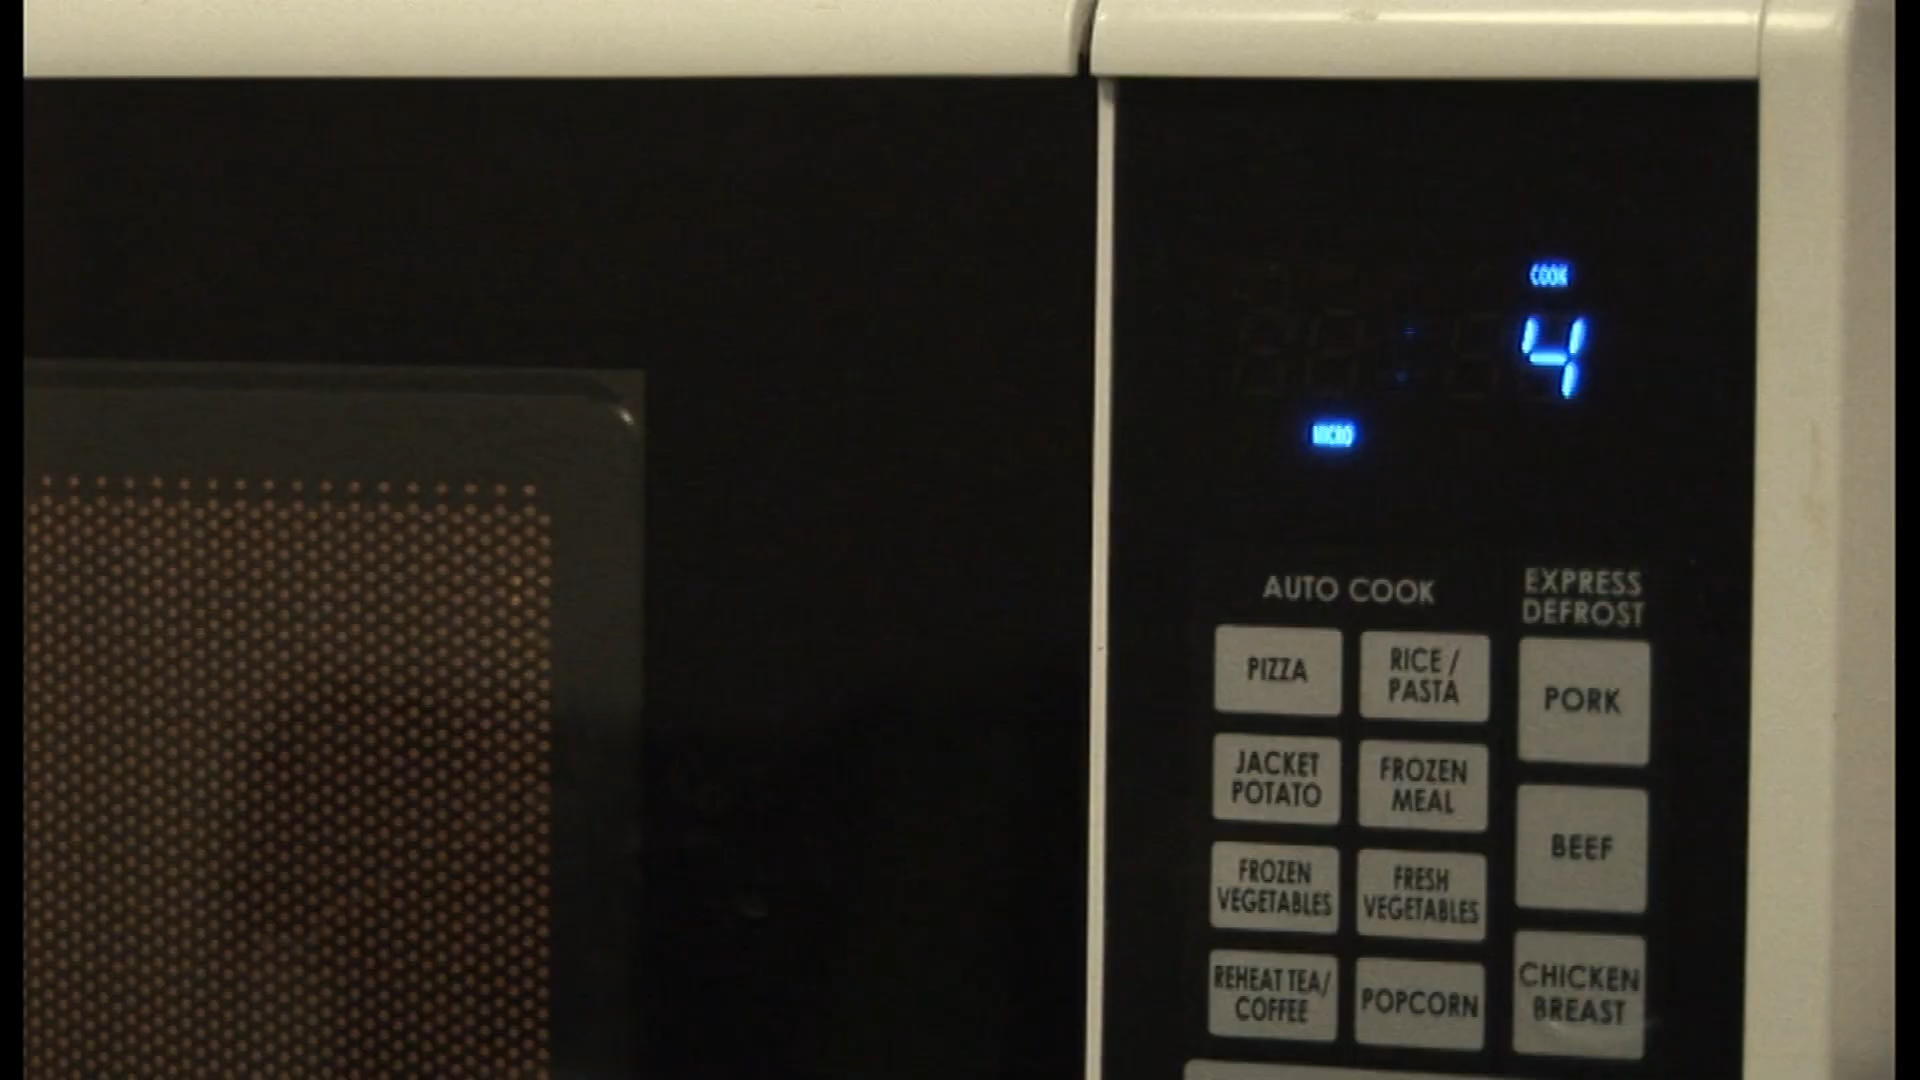 COOK
4
MICRO
AUTO COOK
EXPRESS
DEFROST
PIZZA
RICE /
PASTA
PORK
JACKET
POTATO
FROZEN
MEAL
BEEF
FROZEN
VEGETABLES
FRESH
VEGETABLES
CHICKEN
BREAST
REHEAT TEA/
COFFEE
POPCORN